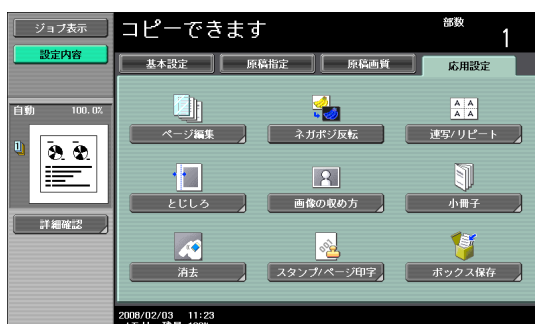 ジョブ表示
コピーできます
部数
1
設定内容
基本設定
原稿指定
原稿画質
応用設定
自動 100.0%
ページ編集
ネガポジ反転
連写/リピート
とじしろ
画像の収め方
小冊子
詳細確認
消去
スタンプ/ページ印字
ボックス保存
2008/02/03 11:23